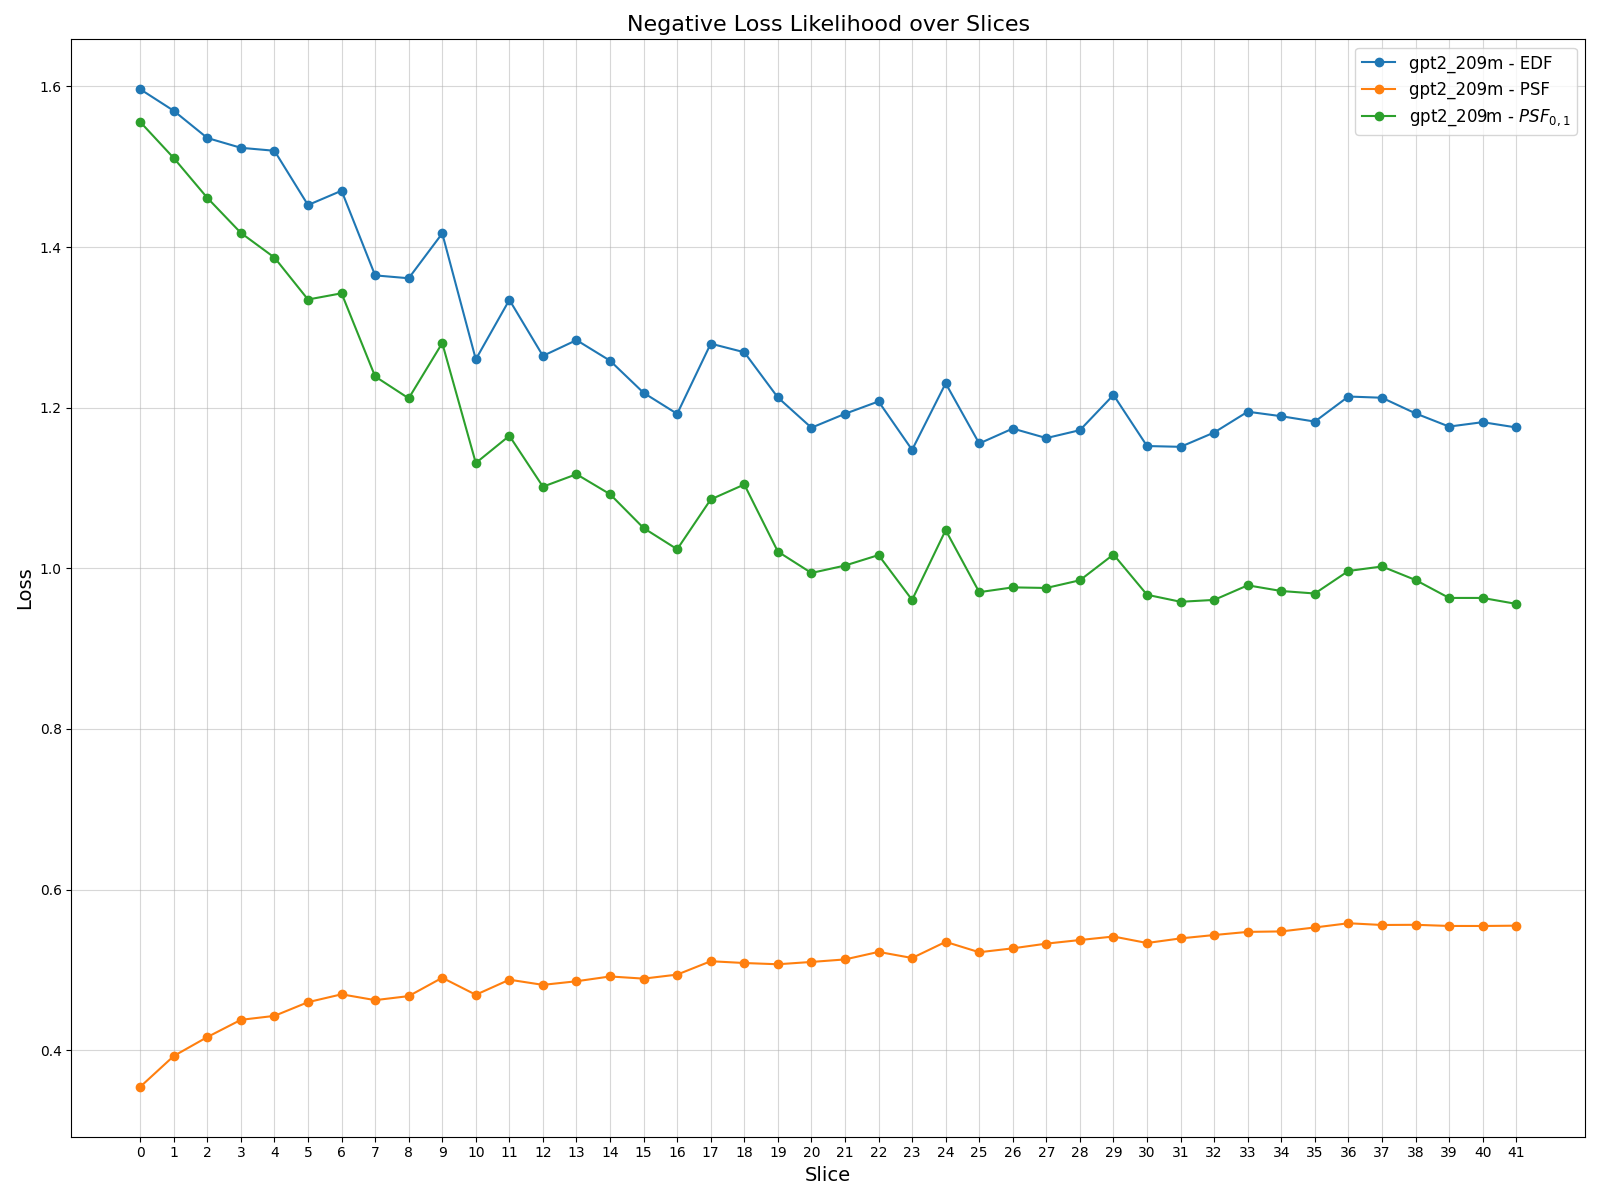 Negative Loss Likelihood over Slices
gpt2_209m - EDF
gpt2_209m - PSF
gpt2_209m - PSF0,1
1.6
1.4
1.2
1.0
0.8
0.6
0.4
Loss
0 1 2 3 4 5 6 7 8 9 10 11 12 13 14 15 16 17 18 19 20 21 22 23 24 25 26 27 28 29 30 31 32 33 34 35 36 37 38 39 40 41
Slice